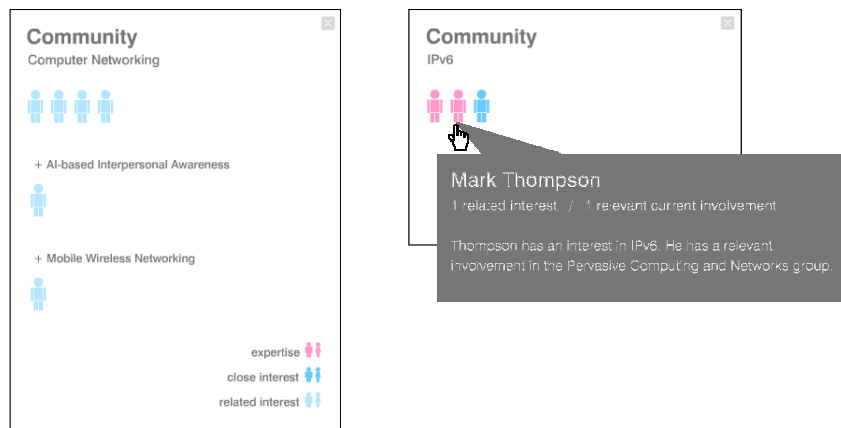 Community
Computer Networking
+ AI-based Interpersonal Awareness
+ Mobile Wireless Networking
expertise
close interest
related interest
Community
IPv6
Mark Thompson
1 related interest / 1 relevant current involvement
Thompson has an interest in IPv6. He has a relevant
involvement in the Pervasive Computing and Networks group.